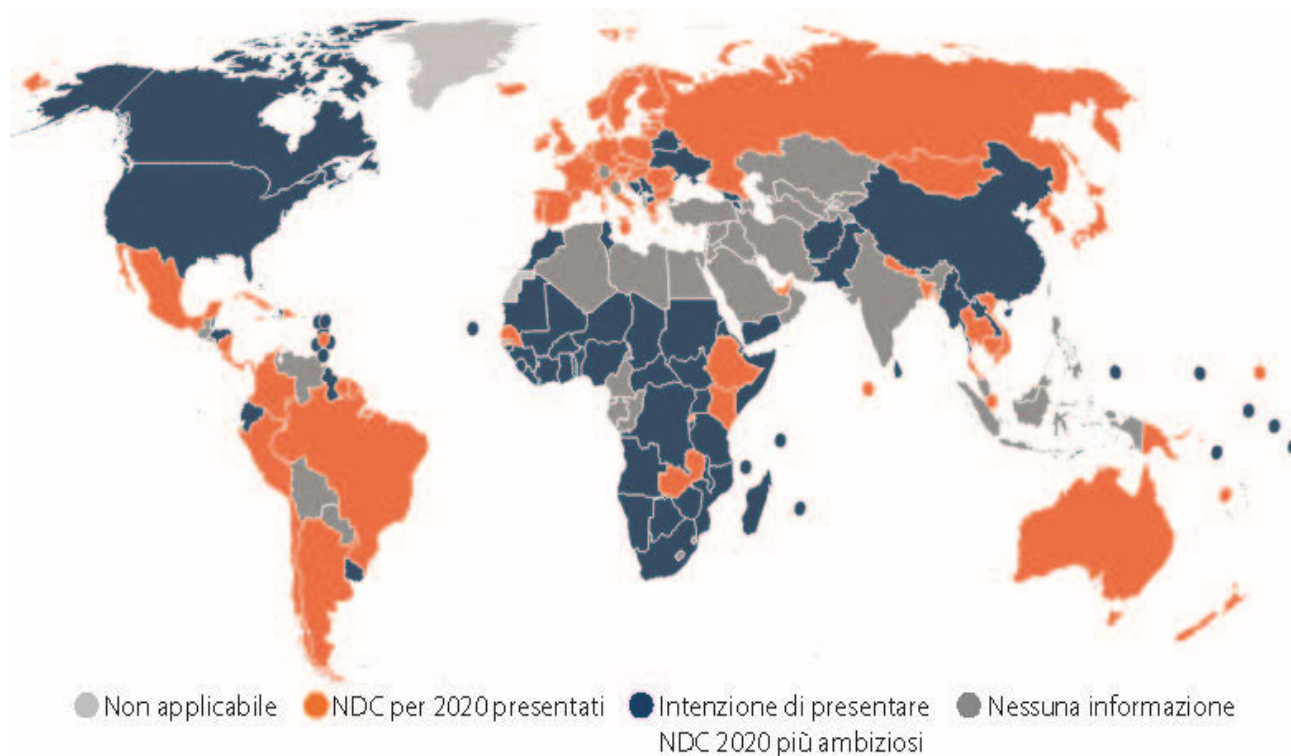 Non applicabile
NDC per 2020 presentati
Intenzione di presentare
NDC 2020 più ambiziosi
Nessuna informazione